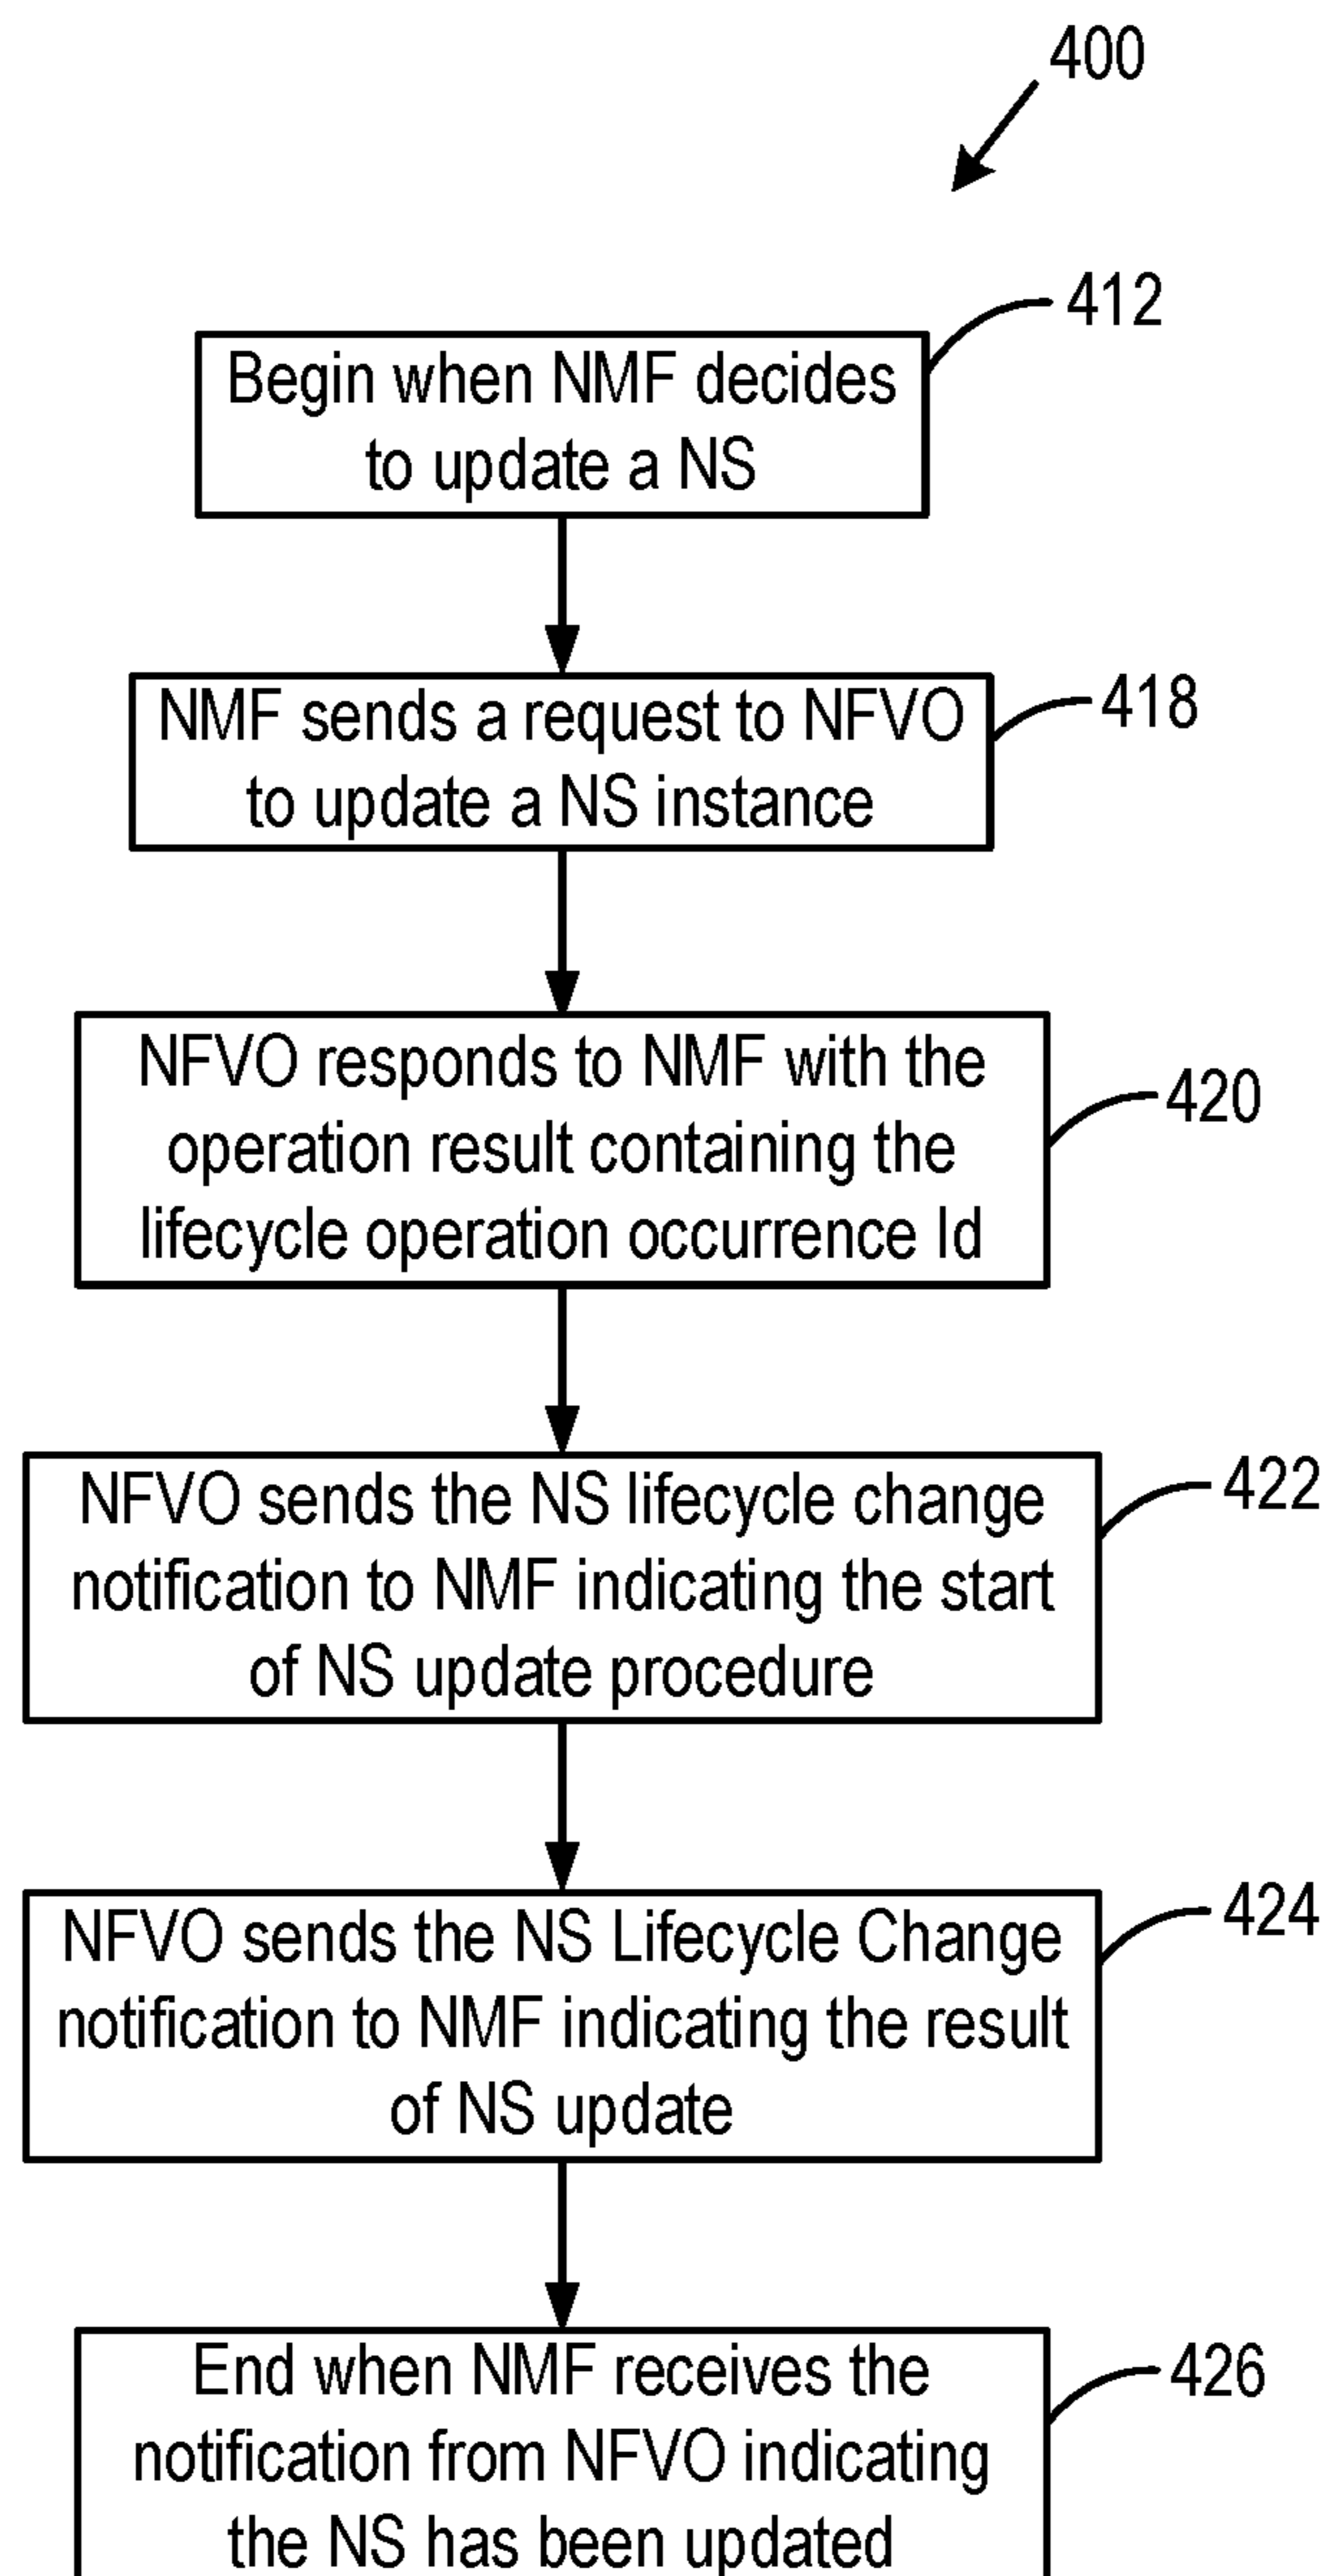 400
412
Begin when NMF decides
to update a NS
418
NMF sends a request to NFVO
to update a NS instance
420
NFVO responds to NMF with the
operation result containing the
lifecycle operation occurrence Id
422
NFVO sends the NS lifecycle change
notification to NMF indicating the start
of NS update procedure
424
NFVO sends the NS Lifecycle Change
notification to NMF indicating the result
of NS update
426
End when NMF receives the
notification from NFVO indicating
the NS has been updated